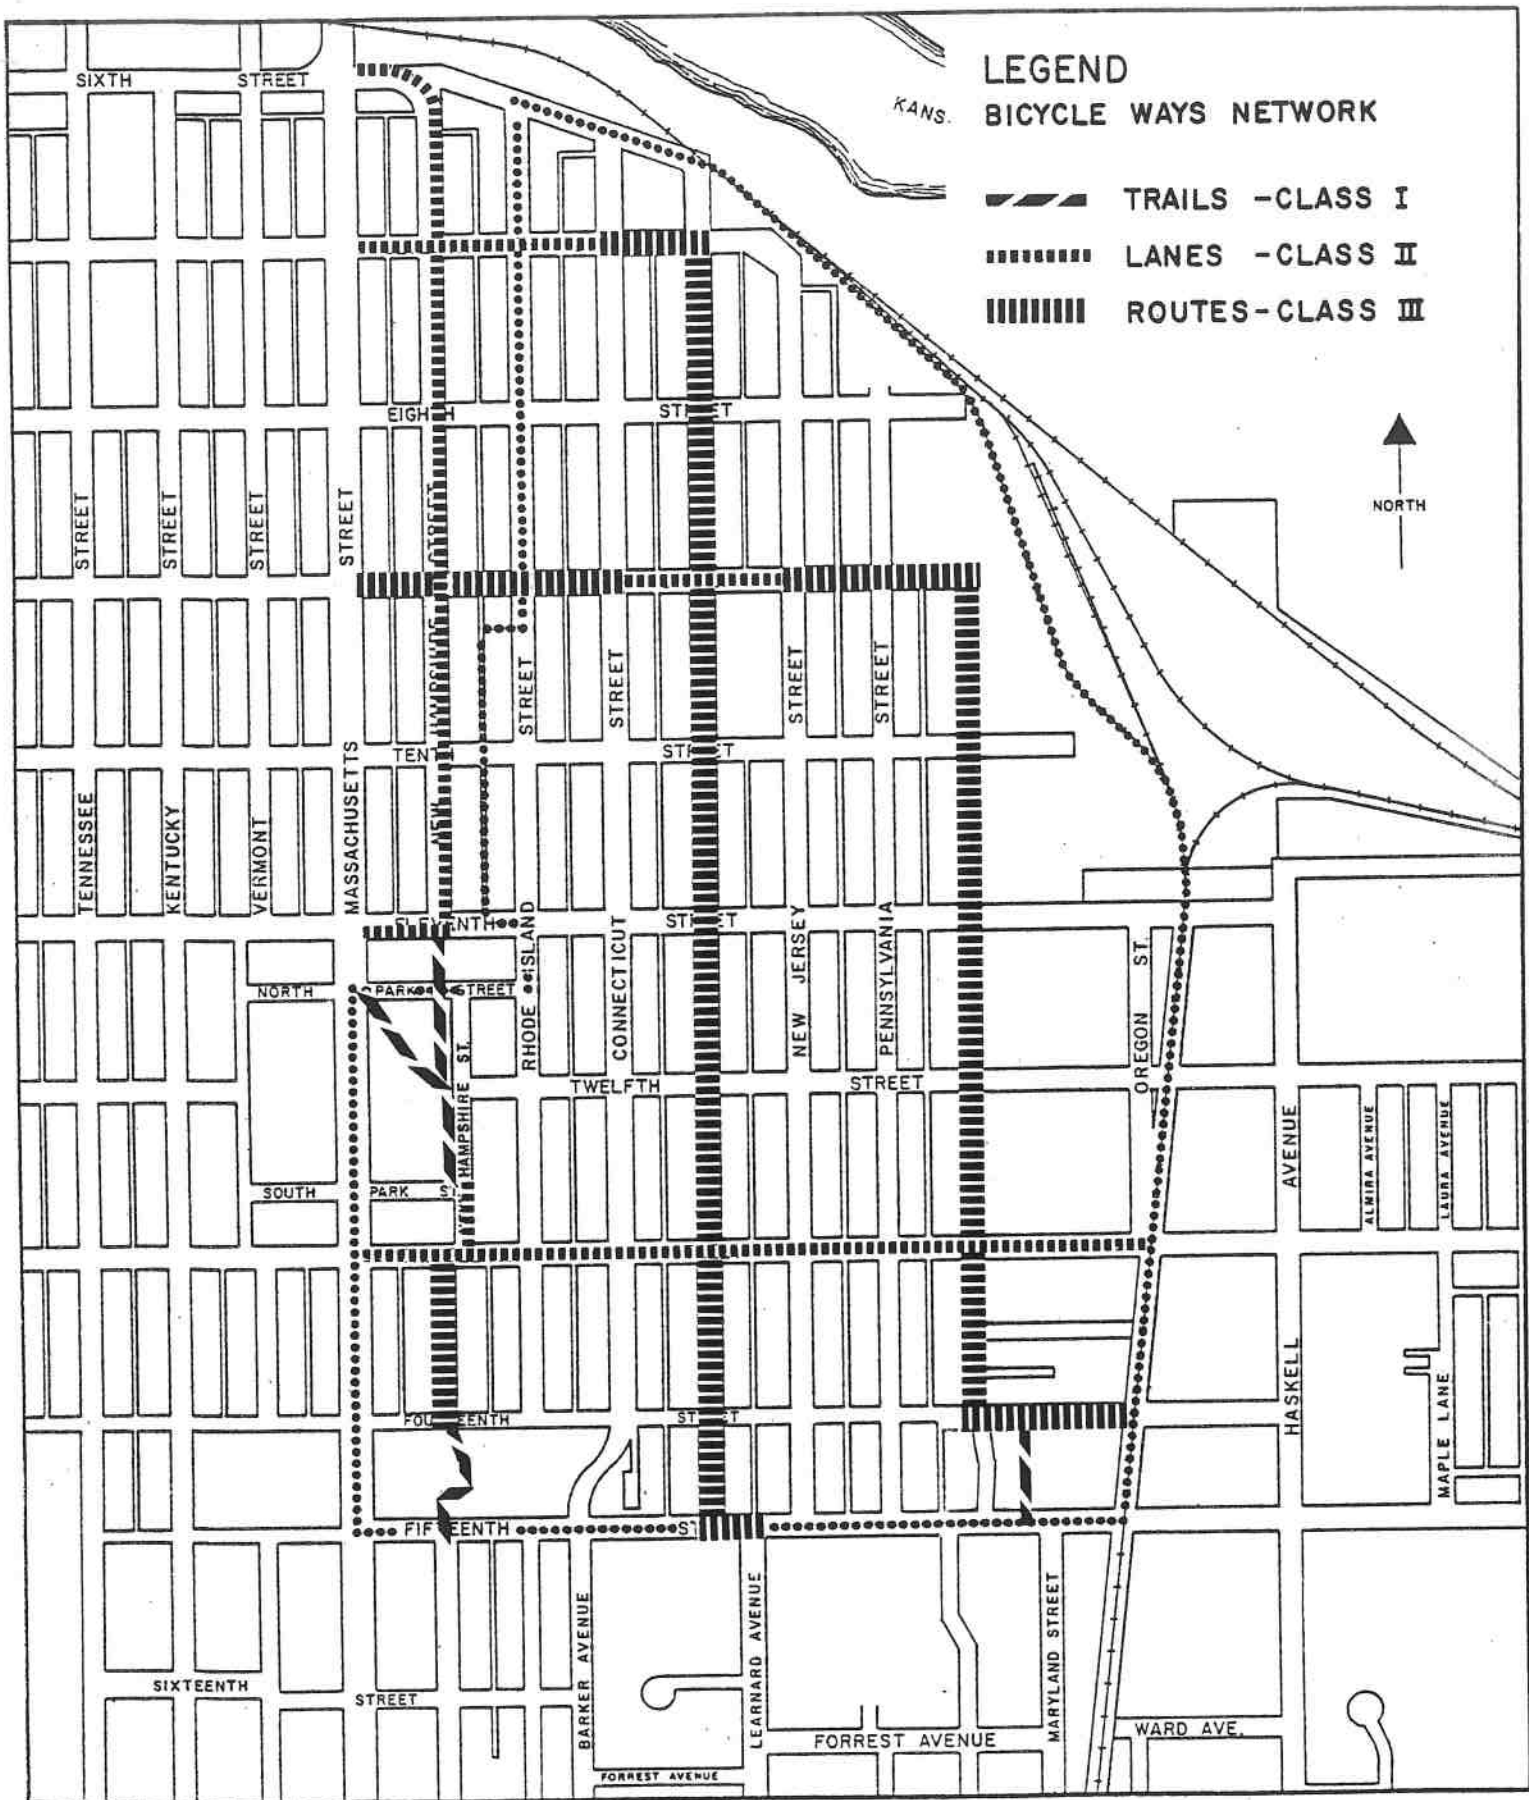 LEGEND
BICYCLE WAYS NETWORK
TRAILS -CLASS I
LANES -CLASS II
ROUTES-CLASS III
KANS.
NORTH
SIXTH STREET
EIGHTH STREET
STREET
STREET
STREET
STREET
STREET
STREET
STREET
STREET
STREET
TENTH STREET
TENNESSEE
KENTUCKY
VERMONT
MASSACHUSETTS
NEW
ELEVENTH STREET
RHODE ISLAND
CONNECTICUT
NEW JERSEY
PENNSYLVANIA
OREGON ST.
NORTH PARK STREET
HAMPSHIRE ST.
TWELFTH STREET
SOUTH PARK ST.
AVENUE
HASKELL
ALMIRA AVENUE
LAURA AVENUE
MAPLE LANE
FOURTEENTH STREET
FIFTEENTH ST
BARKER AVENUE
LEARNARD AVENUE
MARYLAND STREET
SIXTEENTH STREET
FORREST AVENUE
FORREST AVENUE
WARD AVE.